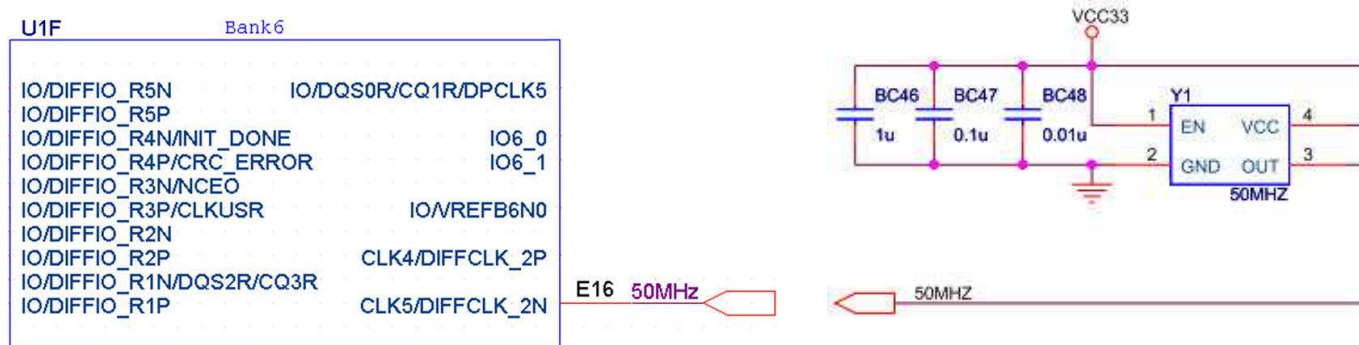 U1F
Bank6
IO/DIFFIO_R5N
IO/DQS0R/CQ1R/DPCLK5
IO/DIFFIO_R5P
IO/DIFFIO_R4N/INIT_DONE
IO6_0
IO/DIFFIO_R4P/CRC_ERROR
IO6_1
IO/DIFFIO_R3N/NCEO
IO/DIFFIO_R3P/CLKUSR
IO/VREFB6N0
IO/DIFFIO_R2N
IO/DIFFIO_R2P
CLK4/DIFFCLK_2P
IO/DIFFIO_R1N/DQS2R/CQ3R
IO/DIFFIO_R1P
CLK5/DIFFCLK_2N
E16
50MHz
VCC33
BC46
1u
BC47
0.1u
BC48
0.01u
Y1
1
EN
VCC
4
2
GND
OUT
3
50MHZ
50MHZ